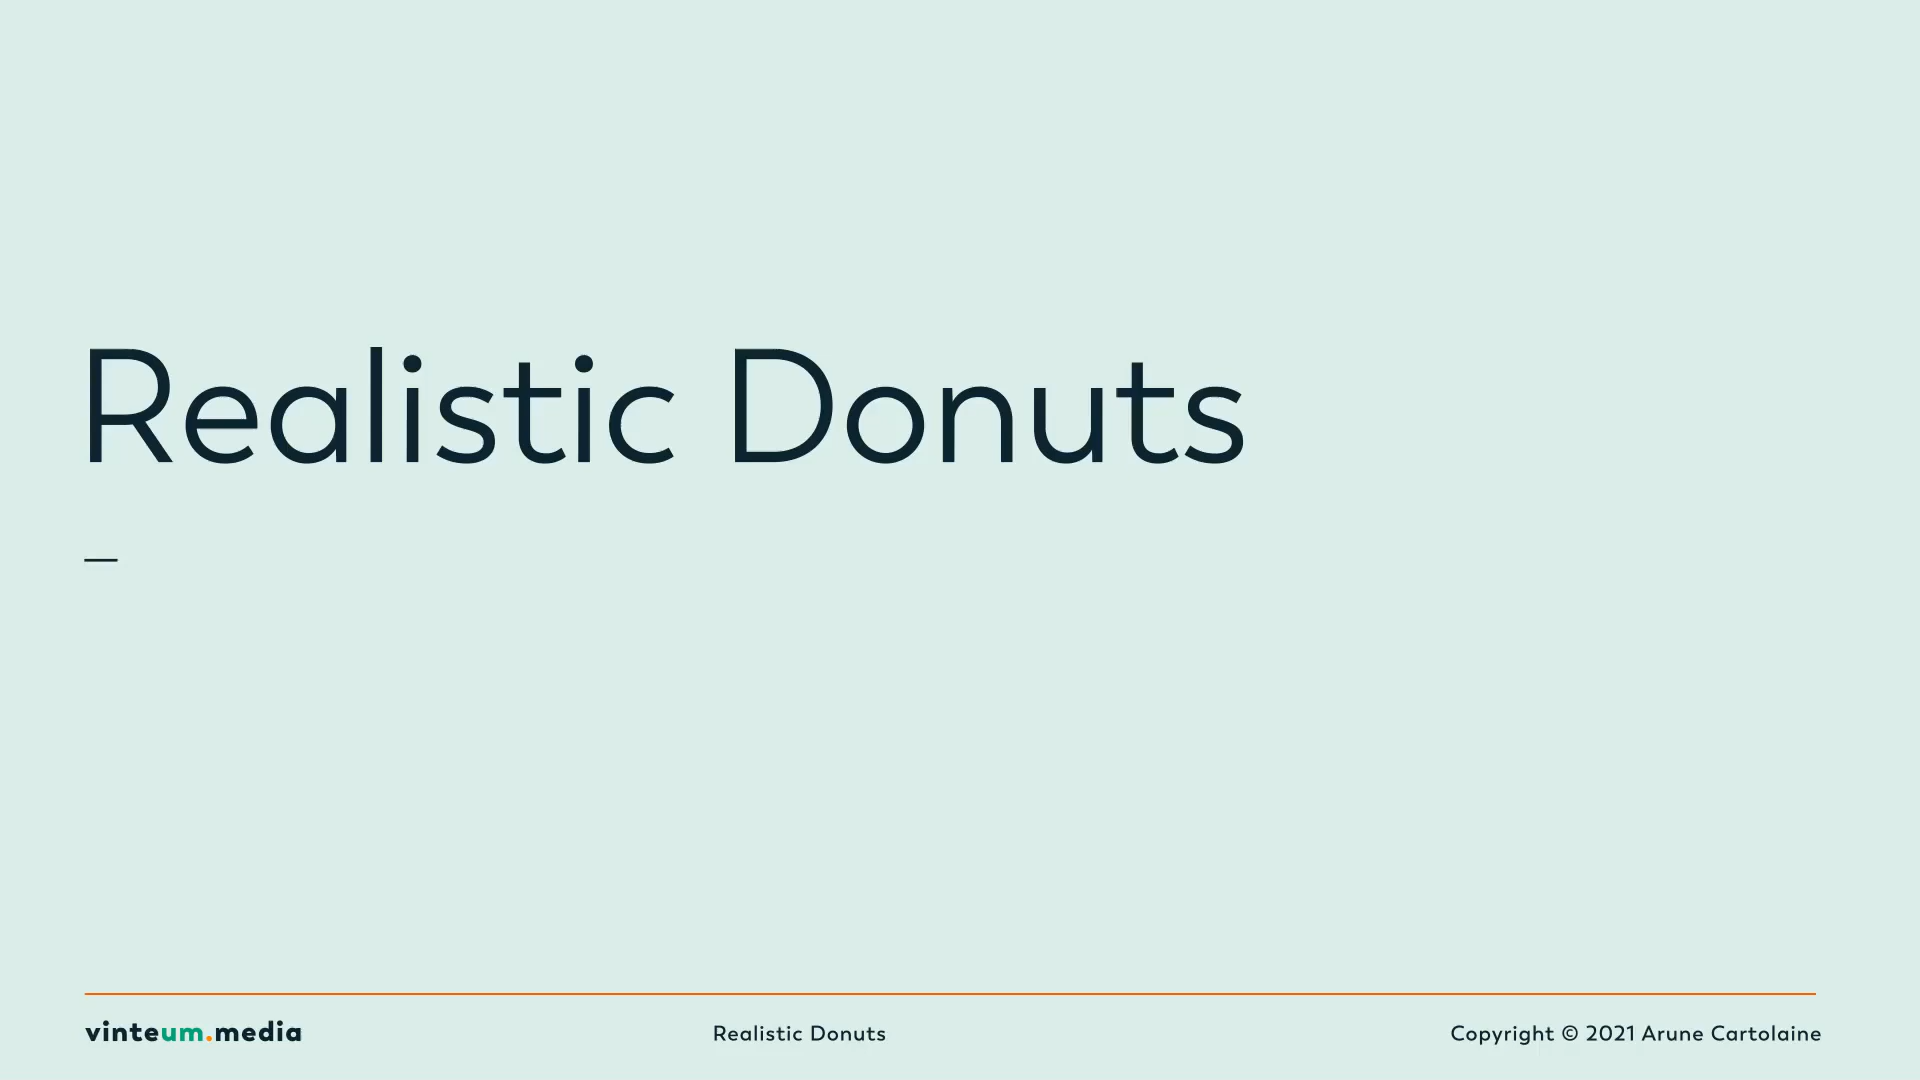 Realistic Donuts
—
vinteum.media
Realistic Donuts
Copyright © 2021 Arune Cartolaine